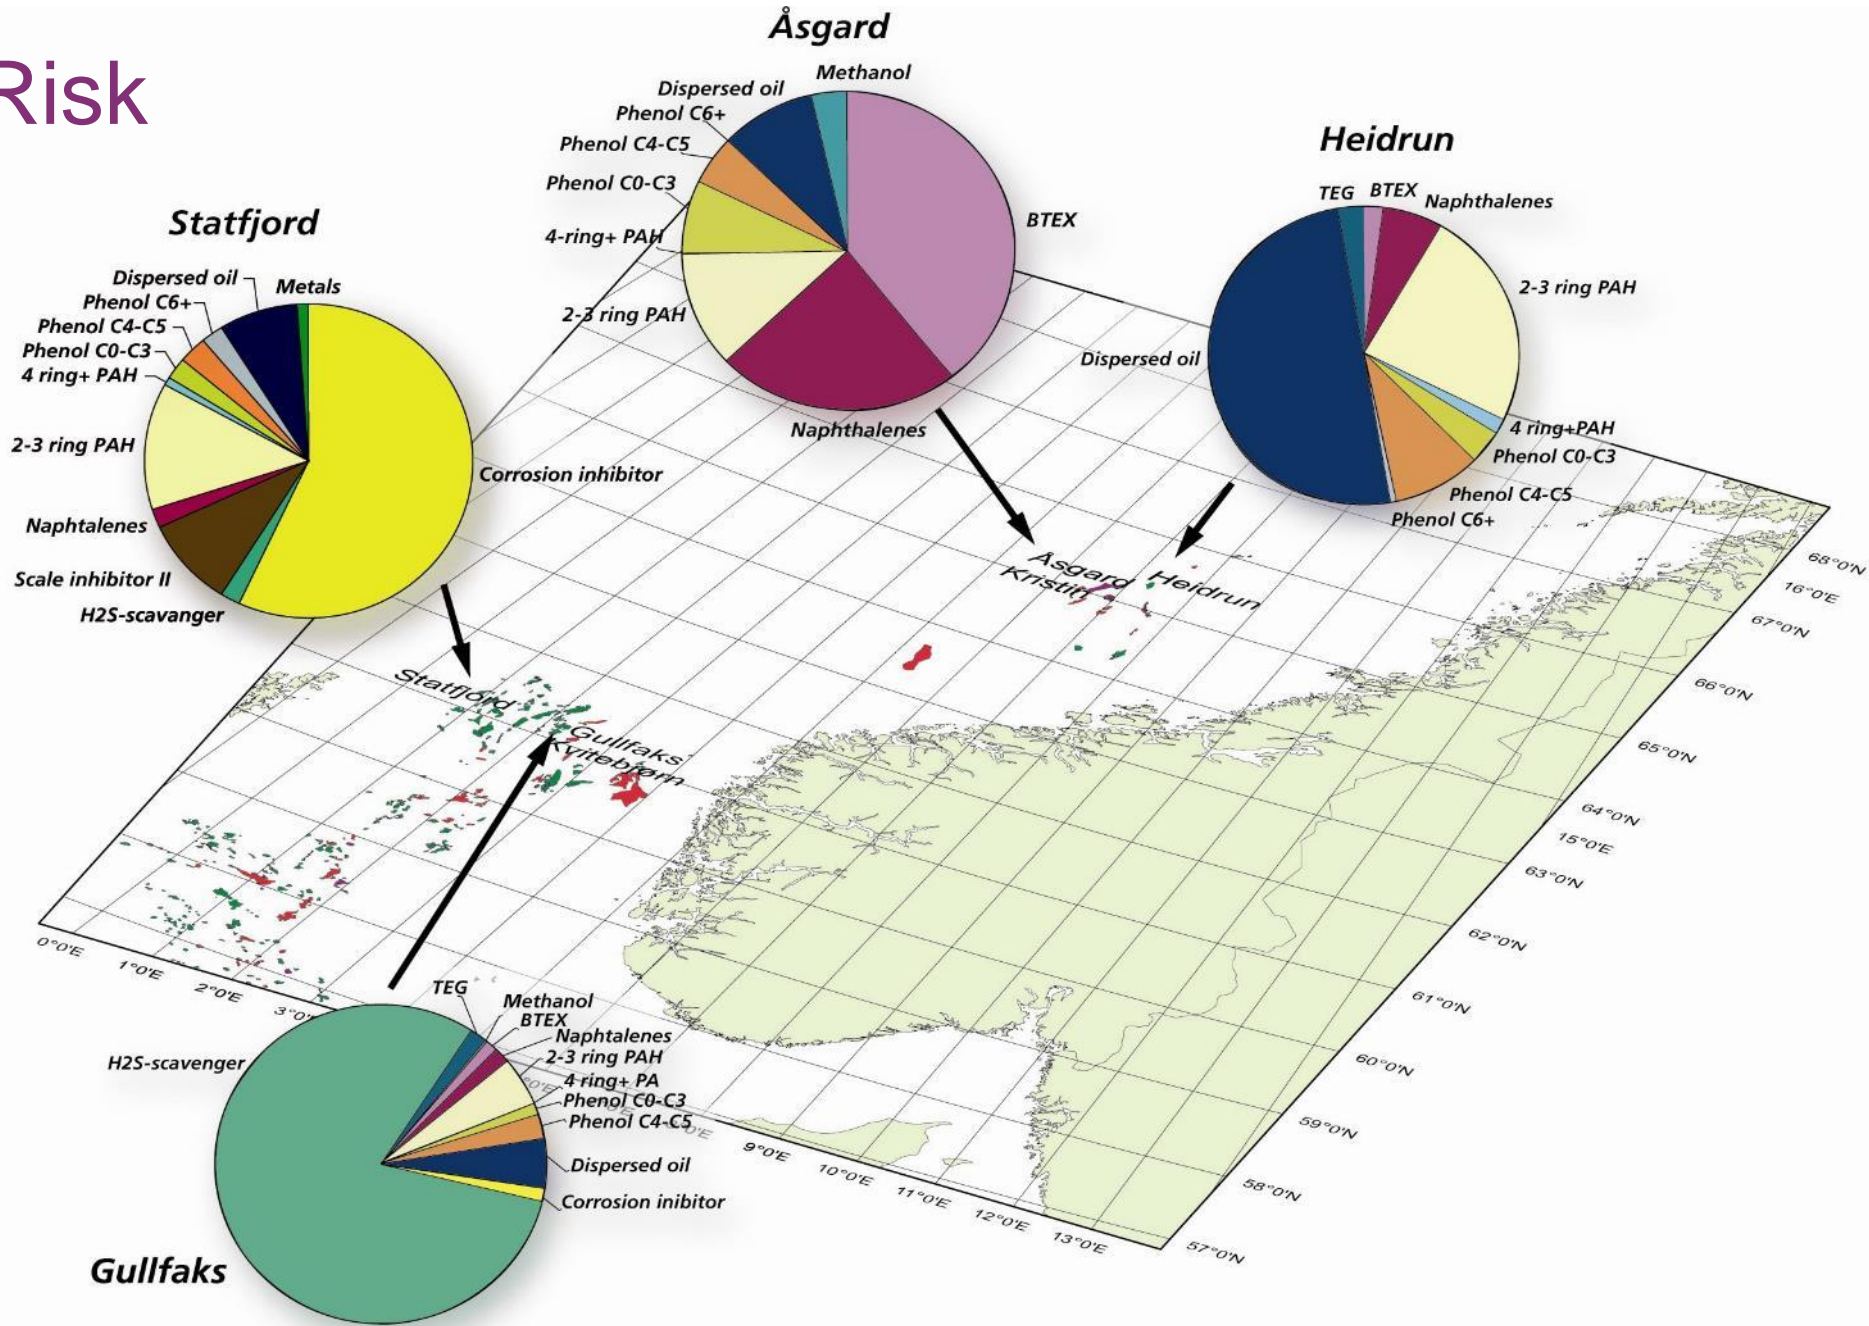 Risk
Åsgard
Methanol
Dispersed oil
Phenol C6+
Phenol C4-C5
Phenol C0-C3
4-ring+ PAH
2-3 ring PAH
Naphthalenes
BTEX
Heidrun
TEG
BTEX
Naphthalenes
2-3 ring PAH
4 ring+PAH
Phenol C0-C3
Phenol C4-C5
Phenol C6+
Dispersed oil
Statfjord
Metals
Dispersed oil
Phenol C6+
Phenol C4-C5
Phenol C0-C3
4 ring+ PAH
2-3 ring PAH
Naphtalenes
Scale inhibitor II
H2S-scavanger
Corrosion inhibitor
Åsgard
Kristin
Heidrun
Statfjord
Gullfaks
Kvitebjørn
68°0'N
16°0'E
67°0'N
66°0'N
65°0'N
64°0'N
15°0'E
63°0'N
62°0'N
61°0'N
60°0'N
59°0'N
58°0'N
57°0'N
0°0'E
1°0'E
2°0'E
9°0'E
10°0'E
11°0'E
12°0'E
13°0'E
TEG
Methanol
BTEX
Naphtalenes
2-3 ring PAH
4 ring+ PA
Phenol C0-C3
Phenol C4-C5
Dispersed oil
Corrosion inibitor
H2S-scavenger
Gullfaks